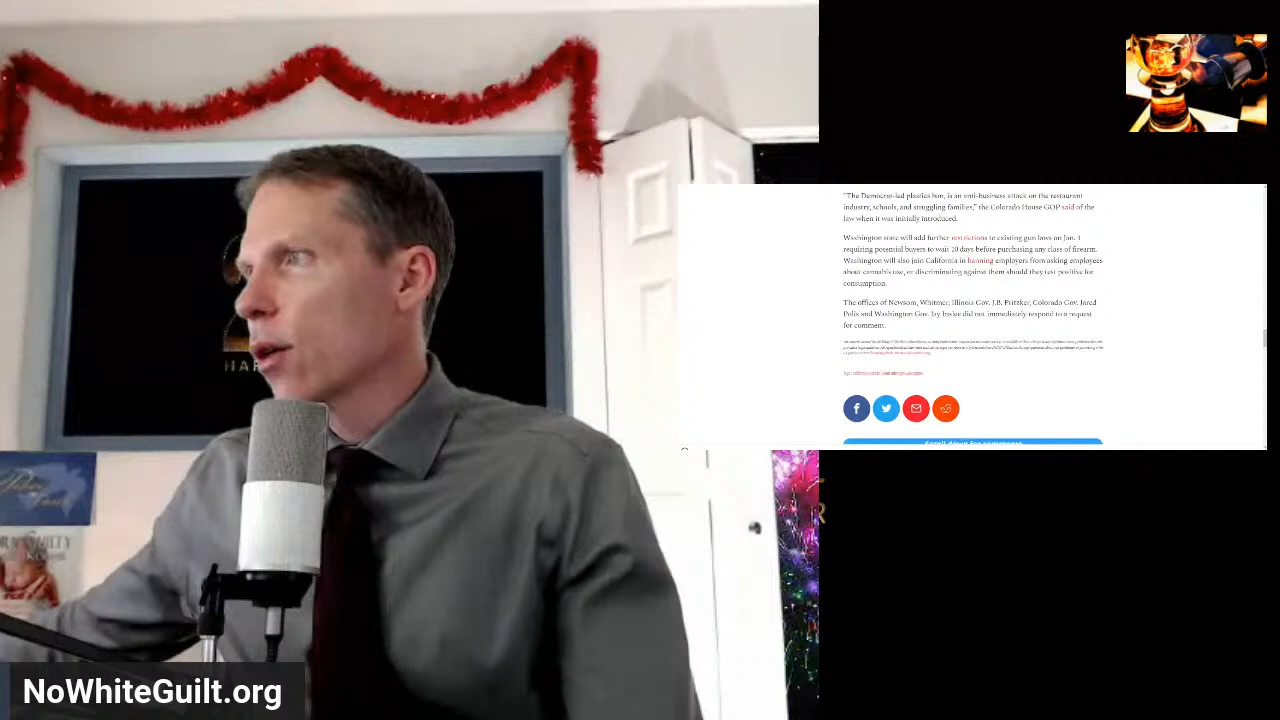 "The Democrat-led plastics ban, is an anti-business attack on the restaurant
industry, schools, and struggling families," the Colorado House GOP said of the
law when it was initially introduced.
Washington state will add further restrictions to existing gun laws on Jan. 1
requiring potential buyers to wait 10 days before purchasing any class of firearm.
Washington will also join California in banning employers from asking employees
about cannabis use, or discriminating against them should they test positive for
consumption.
The offices of Newsom, Whitmer, Illinois Gov. J.B. Pritzker, Colorado Gov. Jared
Polis and Washington Gov. Jay Inslee did not immediately respond to a request
for comment.
Scroll down for comments
HAP
NoWhiteGuilt.org